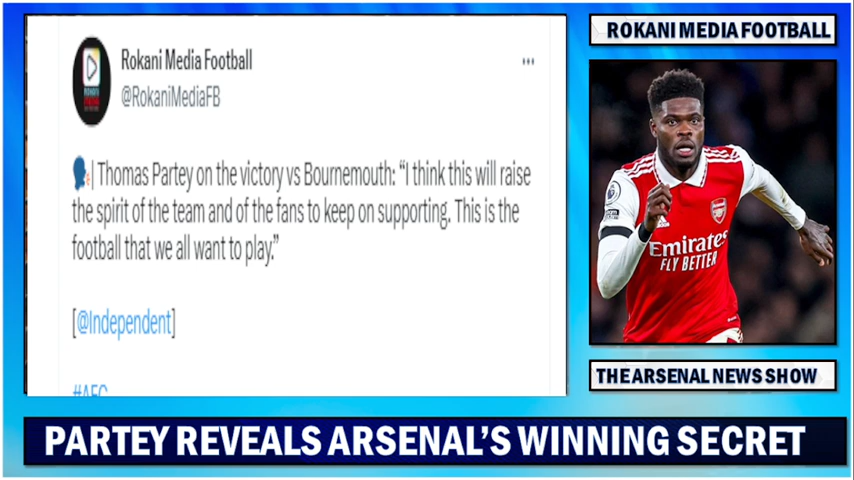 Rokani Media Football
@RokaniMediaFB
| Thomas Partey on the victory vs Bournemouth: “I think this will raise
the spirit of the team and of the fans to keep on supporting. This is the
football that we all want to play.”
[@Independent]
#AFC
ROKANI MEDIA FOOTBALL
Emirates
FLY BETTER
THE ARSENAL NEWS SHOW
PARTEY REVEALS ARSENAL’S WINNING SECRET